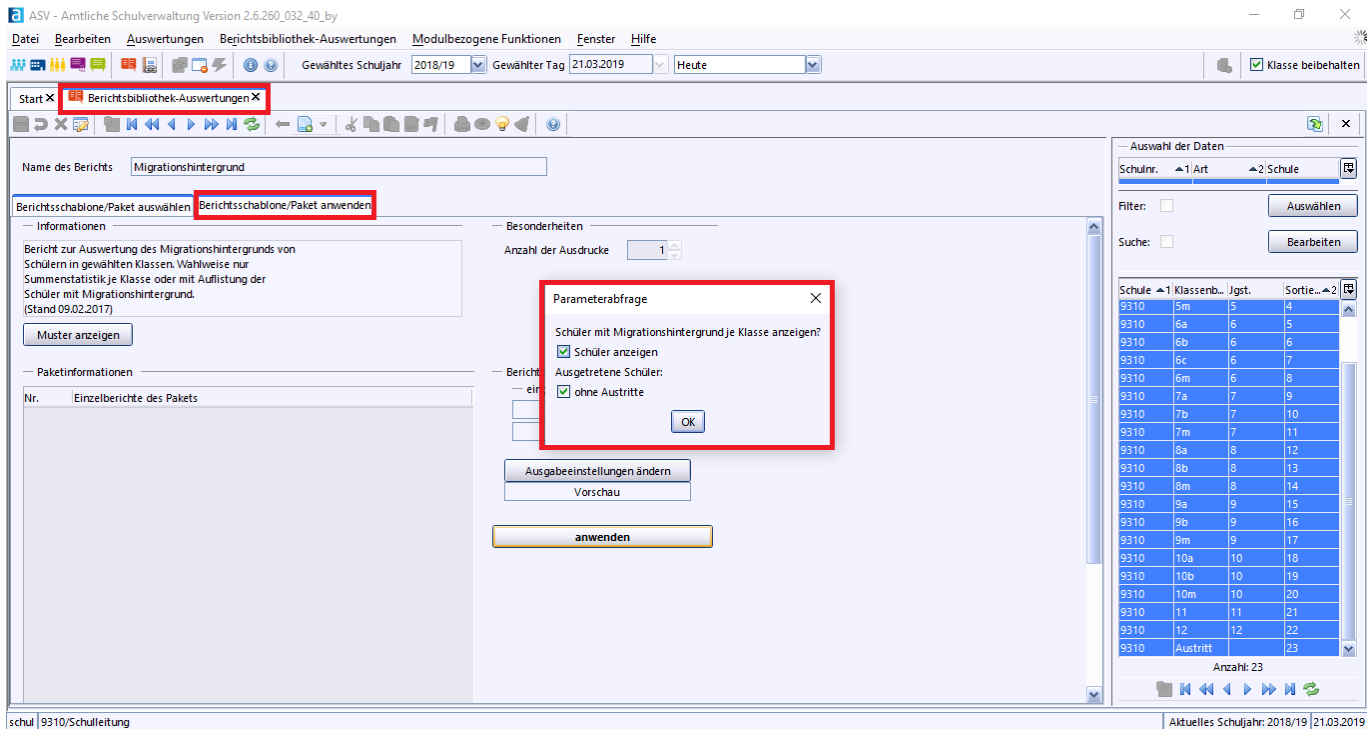 ASV - Amtliche Schulverwaltung Version 2.6.260_032_40_by
Datei Bearbeiten Auswertungen Berichtsbibliothek-Auswertungen Modulbezogene Funktionen Fenster Hilfe
Gewähltes Schuljahr 2018/19 Gewählter Tag 21.03.2019 Heute Klasse beibehalten
Start Berichtsbibliothek-Auswertungen
Name des Berichts Migrationshintergrund
Berichtsschablone/Paket auswählen Berichtsschablone/Paket anwenden
Informationen
Bericht zur Auswertung des Migrationshintergrunds von
Schülern in gewählten Klassen. Wahlweise nur
Summenstatistik je Klasse oder mit Auflistung der
Schüler mit Migrationshintergrund.
(Stand 09.02.2017)
Muster anzeigen
Paketinformationen
Nr. Einzelberichte des Pakets
Besonderheiten
Anzahl der Ausdrucke 1
Bericht
ein
Parameterabfrage
Schüler mit Migrationshintergrund je Klasse anzeigen?
Schüler anzeigen
Ausgetretene Schüler:
ohne Austritte
OK
Ausgabeeinstellungen ändern
Vorschau
anwenden
Auswahl der Daten
Schulnr. 1 Art 2 Schule
Filter: Auswählen
Suche: Bearbeiten
Schule 1 Klassenb... Jgst. Sortie... 2
9310 5m 5 4
9310 6a 6 5
9310 6b 6 6
9310 6c 6 7
9310 6m 6 8
9310 7a 7 9
9310 7b 7 10
9310 7m 7 11
9310 8a 8 12
9310 8b 8 13
9310 8m 8 14
9310 9a 9 15
9310 9b 9 16
9310 9m 9 17
9310 10a 10 18
9310 10b 10 19
9310 10m 10 20
9310 11 11 21
9310 12 12 22
9310 Austritt 23
Anzahl: 23
schul 9310/Schulleitung
Aktuelles Schuljahr: 2018/19 21.03.2019